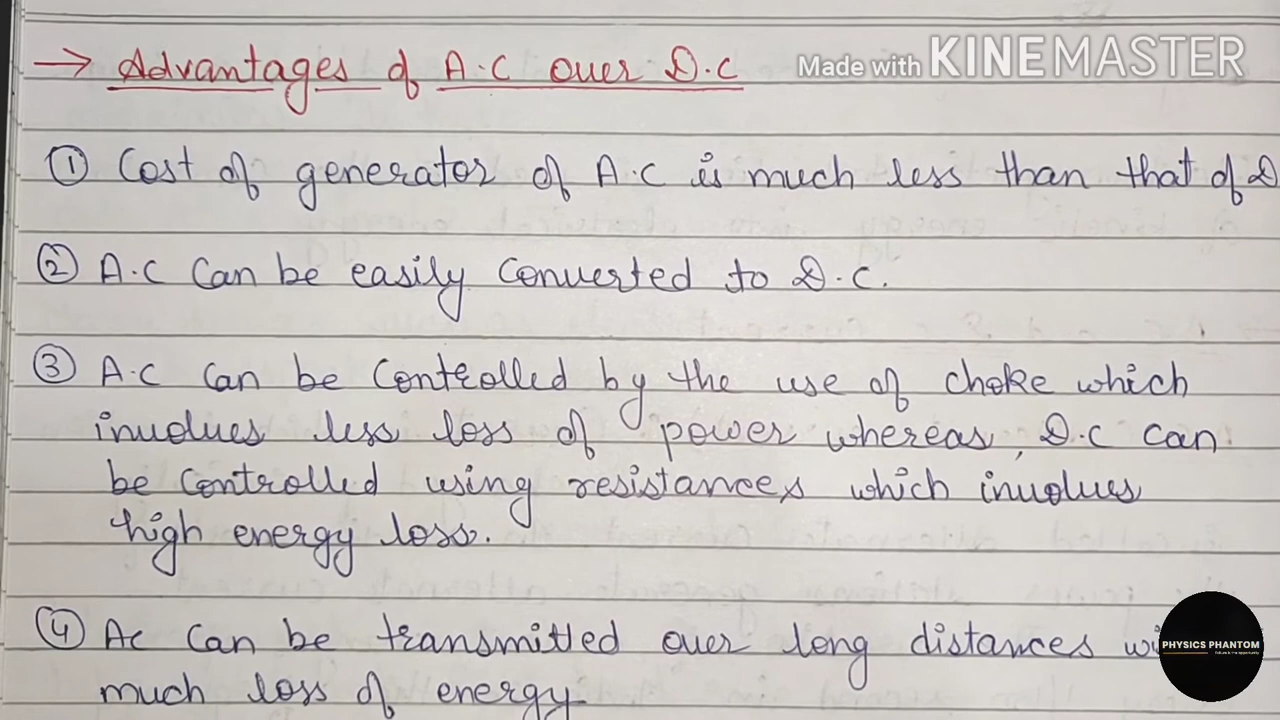 → Advantages of A.C over D.C
Made with KINEMASTER
① Cost of generator of A.C is much less than that of D
② A.C Can be easily Converted to D.C.
③ A.C Can be Controlled by the use of choke which
involves less loss of power whereas, D.C can
be Controlled using resistances which involves
high energy loss.
④ Ac Can be transmitted over long distances
much loss of energy
PHYSICS PHANTOM